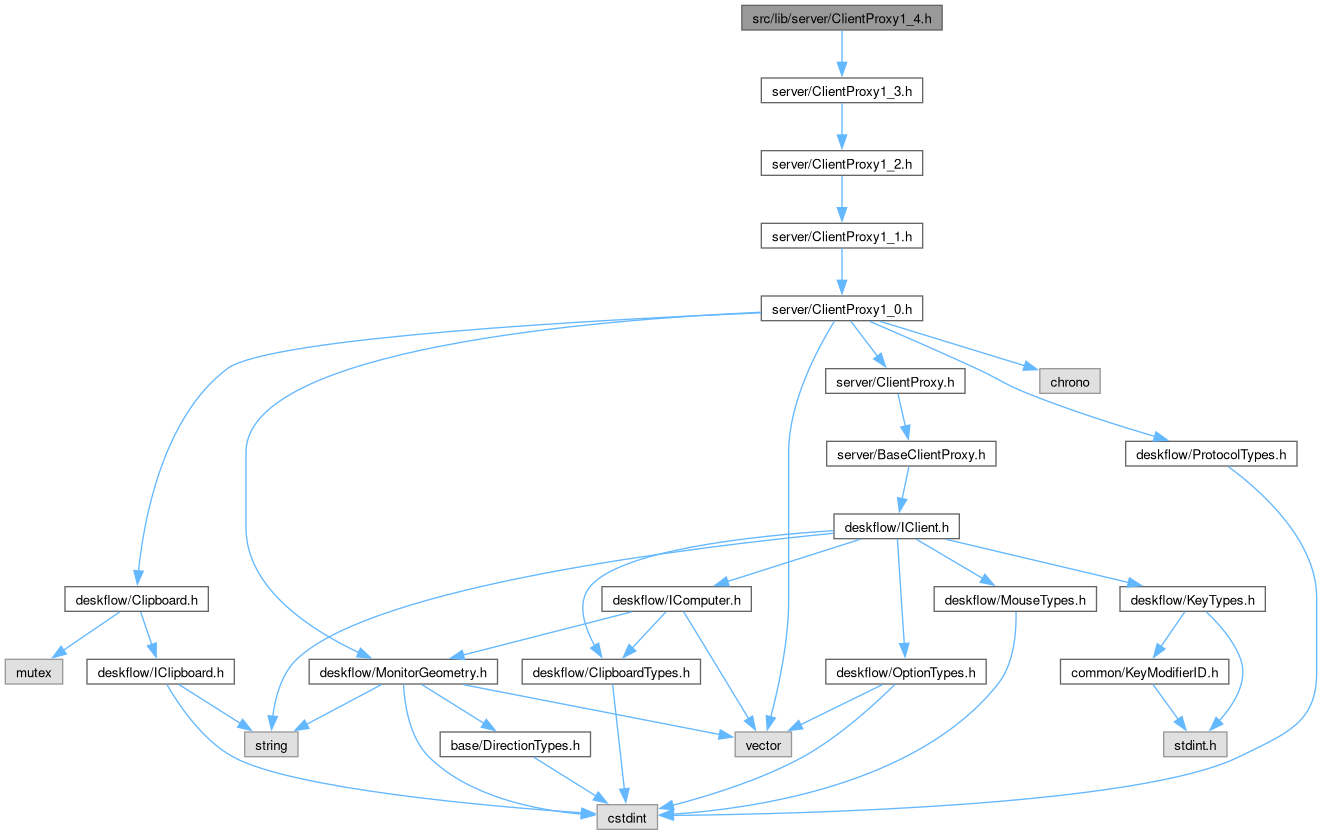 src/lib/server/ClientProxy1_4.h
server/ClientProxy1_3.h
server/ClientProxy1_2.h
server/ClientProxy1_1.h
server/ClientProxy1_0.h
server/ClientProxy.h
chrono
server/BaseClientProxy.h
deskflow/ProtocolTypes.h
deskflow/IClient.h
deskflow/Clipboard.h
deskflow/IComputer.h
deskflow/MouseTypes.h
deskflow/KeyTypes.h
mutex
deskflow/IClipboard.h
deskflow/MonitorGeometry.h
deskflow/ClipboardTypes.h
deskflow/OptionTypes.h
common/KeyModifierID.h
string
base/DirectionTypes.h
vector
stdint.h
cstdint